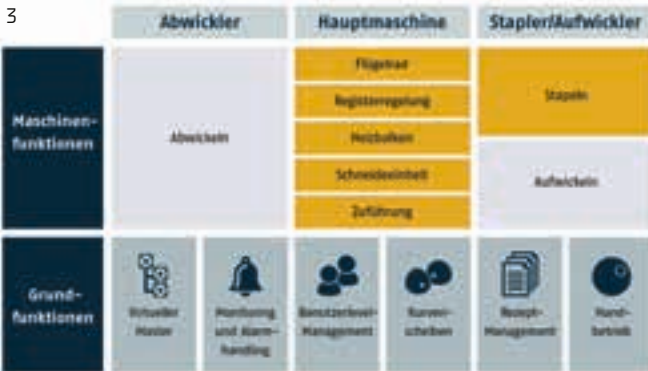 3
Abwickler
Hauptmaschine
Stapler/Aufwickler
Maschinen-
funktionen
Abwickeln
Flügelrad
Registerregelung
Heizbalken
Schneideeinheit
Zuführung
Stapeln
Aufwickeln
Grund-
funktionen
Virtueller
Master
Monitoring
und Alarm-
handling
Benutzerlevel-
Management
Kurven-
scheiben
Rezept-
Management
Hand-
betrieb